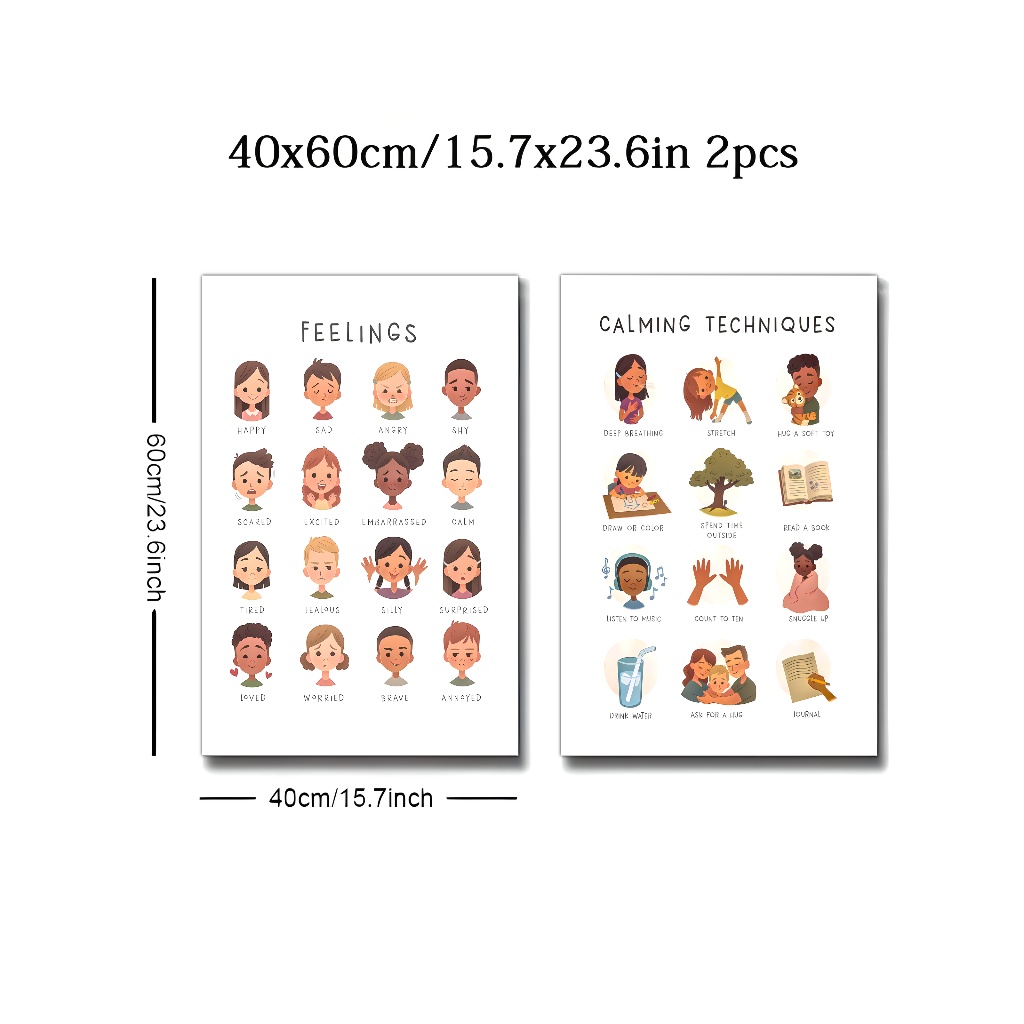 40x60cm/15.7x23.6in 2pcs
60cm/23.6inch
FEELINGS
HAPPY SAD ANGRY SHY
SCARED EXCITED EMBARRASSED CALM
TIRED JEALOUS SILLY SURPRISED
LOVED WORRIED BRAVE ANNOYED
40cm/15.7inch
CALMING TECHNIQUES
DEEP BREATHING STRETCH HUG A SOFT TOY
DRAW OR COLOR SPEND TIME OUTSIDE READ A BOOK
LISTEN TO MUSIC COUNT TO TEN SNUGGLE UP
DRINK WATER ASK FOR A HUG JOURNAL